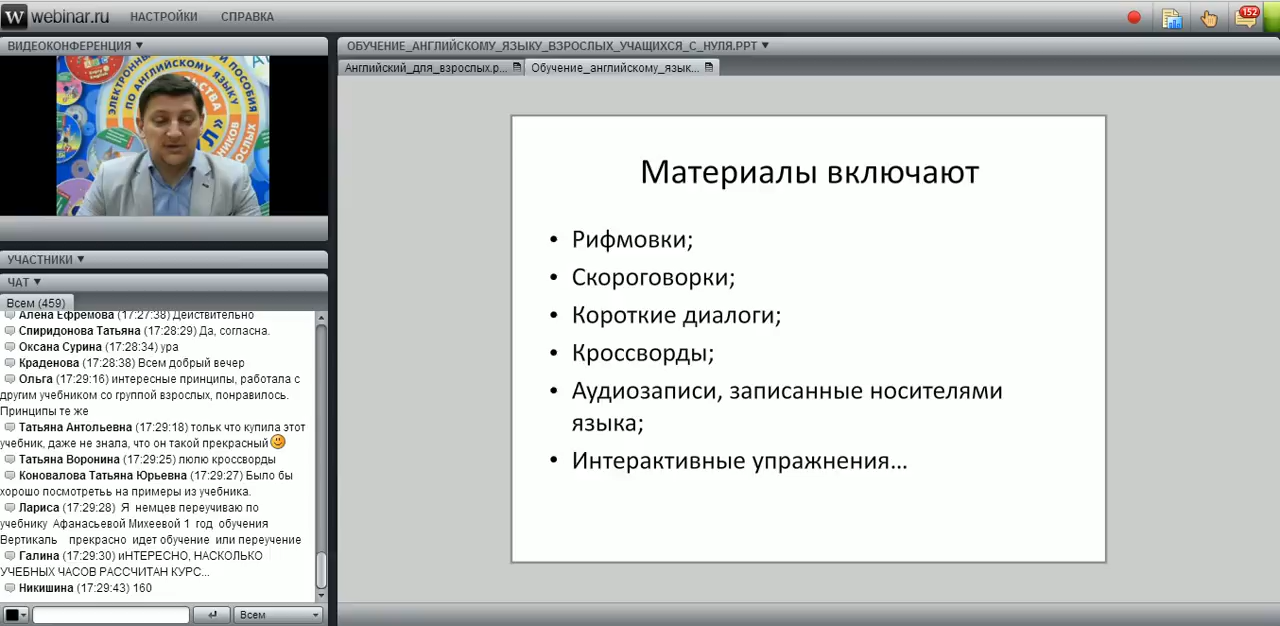 W webinar.ru НАСТРОЙКИ СПРАВКА
152
ВИДЕОКОНФЕРЕНЦИЯ
ЭЛЕКТРОННЫЕ ПОСОБИЯ
ПО АНГЛИЙСКОМУ ЯЗЫКУ
ОБУЧЕНИЕ_АНГЛИЙСКОМУ_ЯЗЫКУ_ВЗРОСЛЫХ_УЧАЩИХСЯ_С_НУЛЯ.PPT
Английский_для_взрослых.p... Обучение_английскому_язык...
Материалы включают
• Рифмовки;
• Скороговорки;
• Короткие диалоги;
• Кроссворды;
• Аудиозаписи, записанные носителями
языка;
• Интерактивные упражнения...
УЧАСТНИКИ
ЧАТ
Всем (459)
Алена Ефремова (17:27:38) Действительно
Спиридонова Татьяна (17:28:29) Да, согласна.
Оксана Сурина (17:28:34) ура
Краденова (17:28:38) Всем добрый вечер
Ольга (17:29:16) интересные принципы, работала с
другим учебником со группой взрослых, понравилось.
Принципы те же
Татьяна Антольевна (17:29:18) тольк что купила этот
учебник, даже не знала, что он такой прекрасный
Татьяна Воронина (17:29:25) люлю кроссворды
Коновалова Татьяна Юрьевна (17:29:27) Было бы
хорошо посмотретьь на примеры из учебника.
Лариса (17:29:28) Я немцев переучиваю по
учебнику Афанасьевой Михеевой 1 год обучения
Вертикаль прекрасно идет обучение или переучение
Галина (17:29:30) иНТЕРЕСНО, НАСКОЛЬКО
УЧЕБНЫХ ЧАСОВ РАССЧИТАН КУРС...
Никишина (17:29:43) 160
Всем